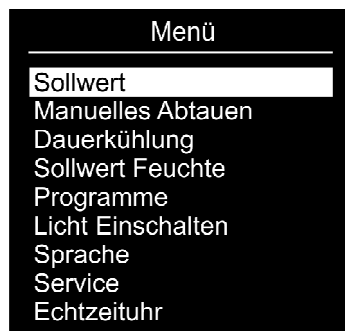 Menü
Sollwert
Manuelles Abtauen
Dauerkühlung
Sollwert Feuchte
Programme
Licht Einschalten
Sprache
Service
Echtzeituhr